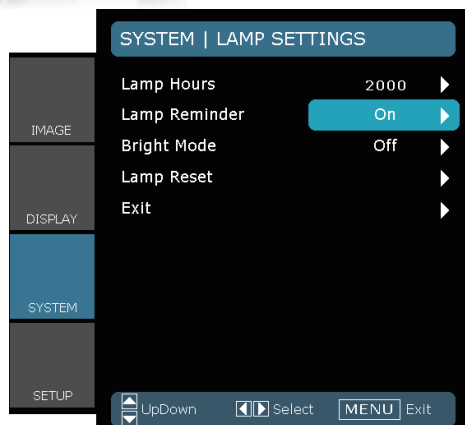 SYSTEM | LAMP SETTINGS
Lamp Hours 2000
Lamp Reminder On
Bright Mode Off
Lamp Reset
Exit
IMAGE
DISPLAY
SYSTEM
SETUP
UpDown Select MENU Exit